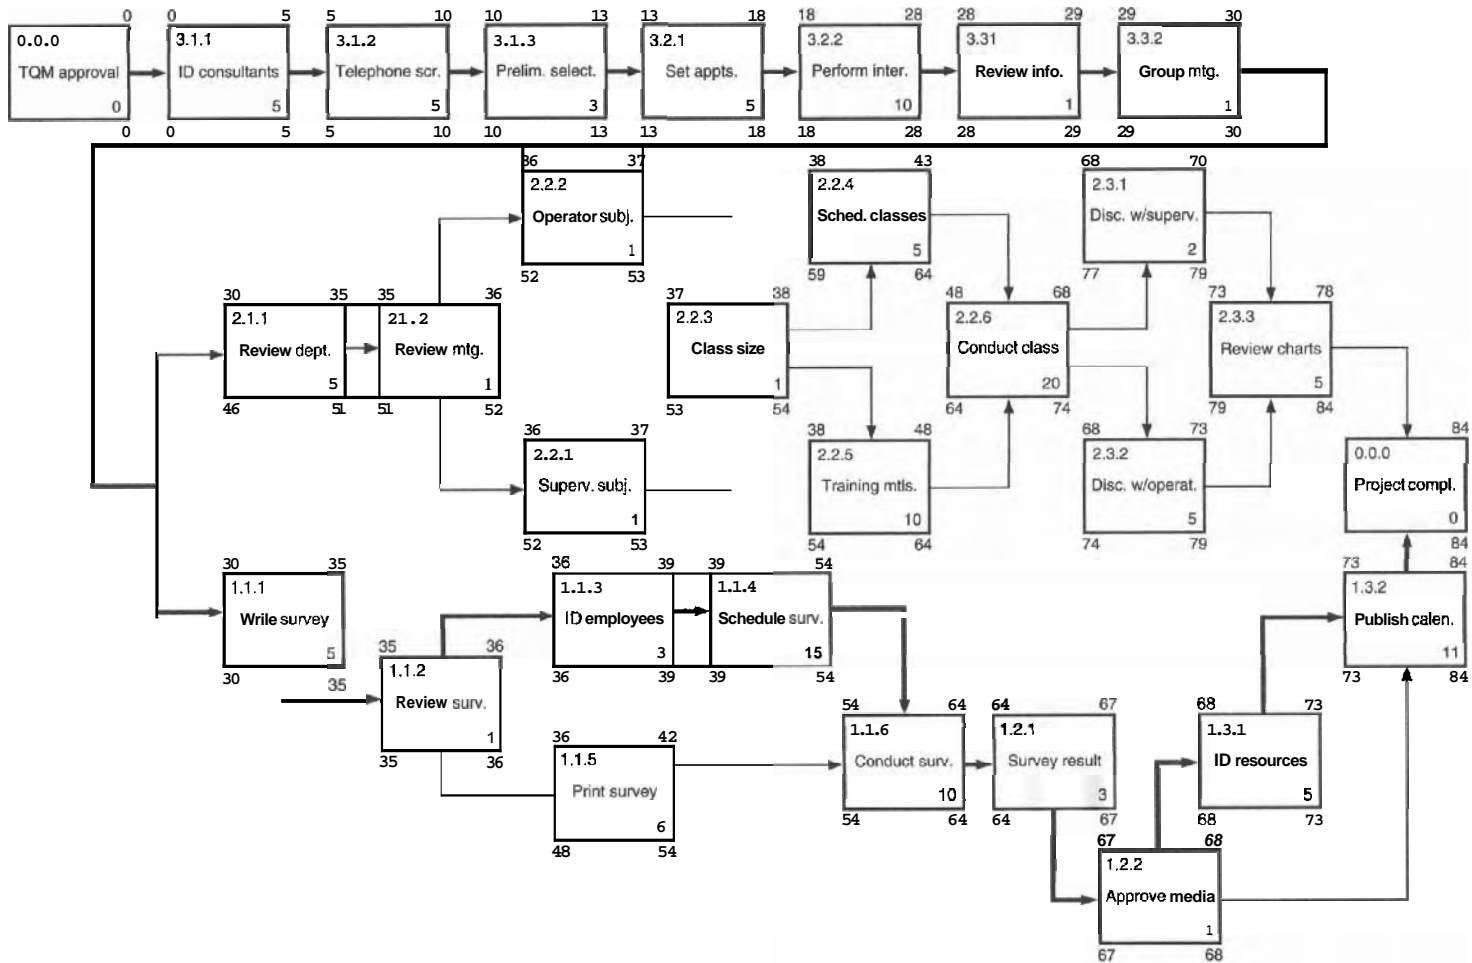 0 0 5 5 10 10 13 13 18 18 28 28 29 29 30
0.0.0 3.1.1 3.1.2 3.1.3 3.2.1 3.2.2 3.31 3.3.2
TQM approval ID consultants Telephone scr. Prelim. select. Set appts. Perform inter. Review info. Group mtg.
0 5 5 3 5 10 1 1
0 0 5 5 10 10 13 13 18 18 28 28 29 29 30
36 37 38 43 68 70
2.2.2 2.2.4 2.3.1
Operator subj. Sched. classes Disc. w/superv.
1 5 2
52 53 59 64 77 79
30 35 35 36 37 38 48 68 73 78
2.1.1 21.2 2.2.3 2.2.6 2.3.3
Review dept. Review mtg. Class size Conduct class Review charts
5 1 1 20 5
46 51 51 52 53 54 64 74 79 84
36 37 38 48 68 73 84
2.2.1 2.2.5 2.3.2 0.0.0
Superv. subj. Training mtls. Disc. w/operat. Project compl.
1 10 5 0
52 53 54 64 74 79 84
30 35 36 39 39 54 73 84
1.1.1 1.1.3 1.1.4 1.3.2
Wrile survey ID employees Schedule surv. Publish calen.
5 3 15 11
30 35 36 39 39 54 73 84
35 36
1.1.2
Review surv.
1
35 36
54 64 64 67 68 73
1.1.6 1.2.1 1.3.1
Conduct surv. Survey result ID resources
10 3 5
54 64 64 67 68 73
36 42
1.1.5
Print survey
6
48 54
67 68
1.2.2
Approve media
1
67 68